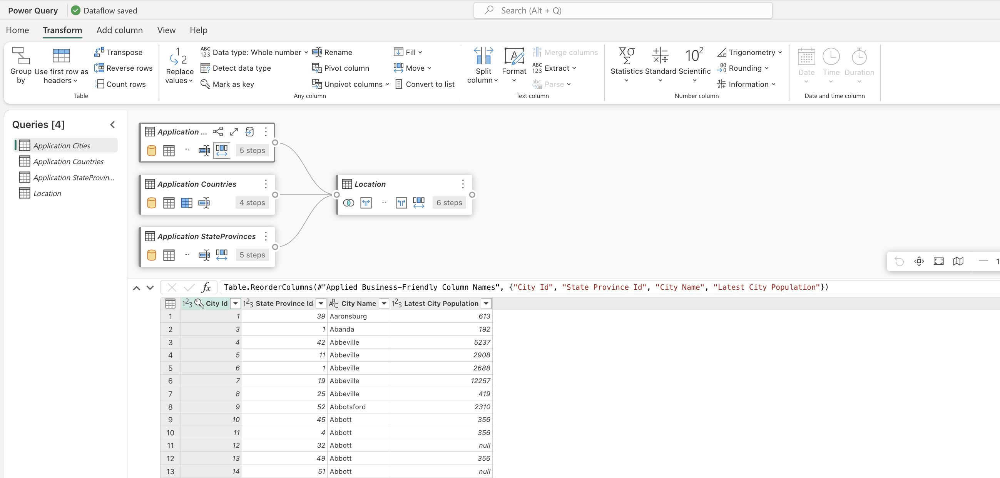 Power Query
Dataflow saved
Search (Alt + Q)
Home Transform Add column View Help
Group by
Use first row as headers
Transpose
Reverse rows
Count rows
Table
Replace values
Data type: Whole number
Detect data type
Mark as key
Rename
Pivot column
Unpivot columns
Fill
Move
Convert to list
Any column
Split column
Format
Merge columns
Extract
Parse
Text column
Statistics
Standard
Scientific
Trigonometry
Rounding
Information
Number column
Date
Time
Duration
Date and time column
Queries [4]
Application Cities
Application Countries
Application StateProvin...
Location
Application ...
5 steps
Application Countries
4 steps
Application StateProvinces
5 steps
Location
6 steps
fx Table.ReorderColumns(#"Applied Business-Friendly Column Names", {"City Id", "State Province Id", "City Name", "Latest City Population"})
City Id State Province Id City Name Latest City Population
1 1 39 Aaronsburg 613
2 3 1 Abanda 192
3 4 42 Abbeville 5237
4 5 11 Abbeville 2908
5 6 1 Abbeville 2688
6 7 19 Abbeville 12257
7 8 25 Abbeville 419
8 9 52 Abbotsford 2310
9 10 45 Abbott 356
10 11 4 Abbott 356
11 12 32 Abbott null
12 13 49 Abbott 356
13 14 51 Abbott null